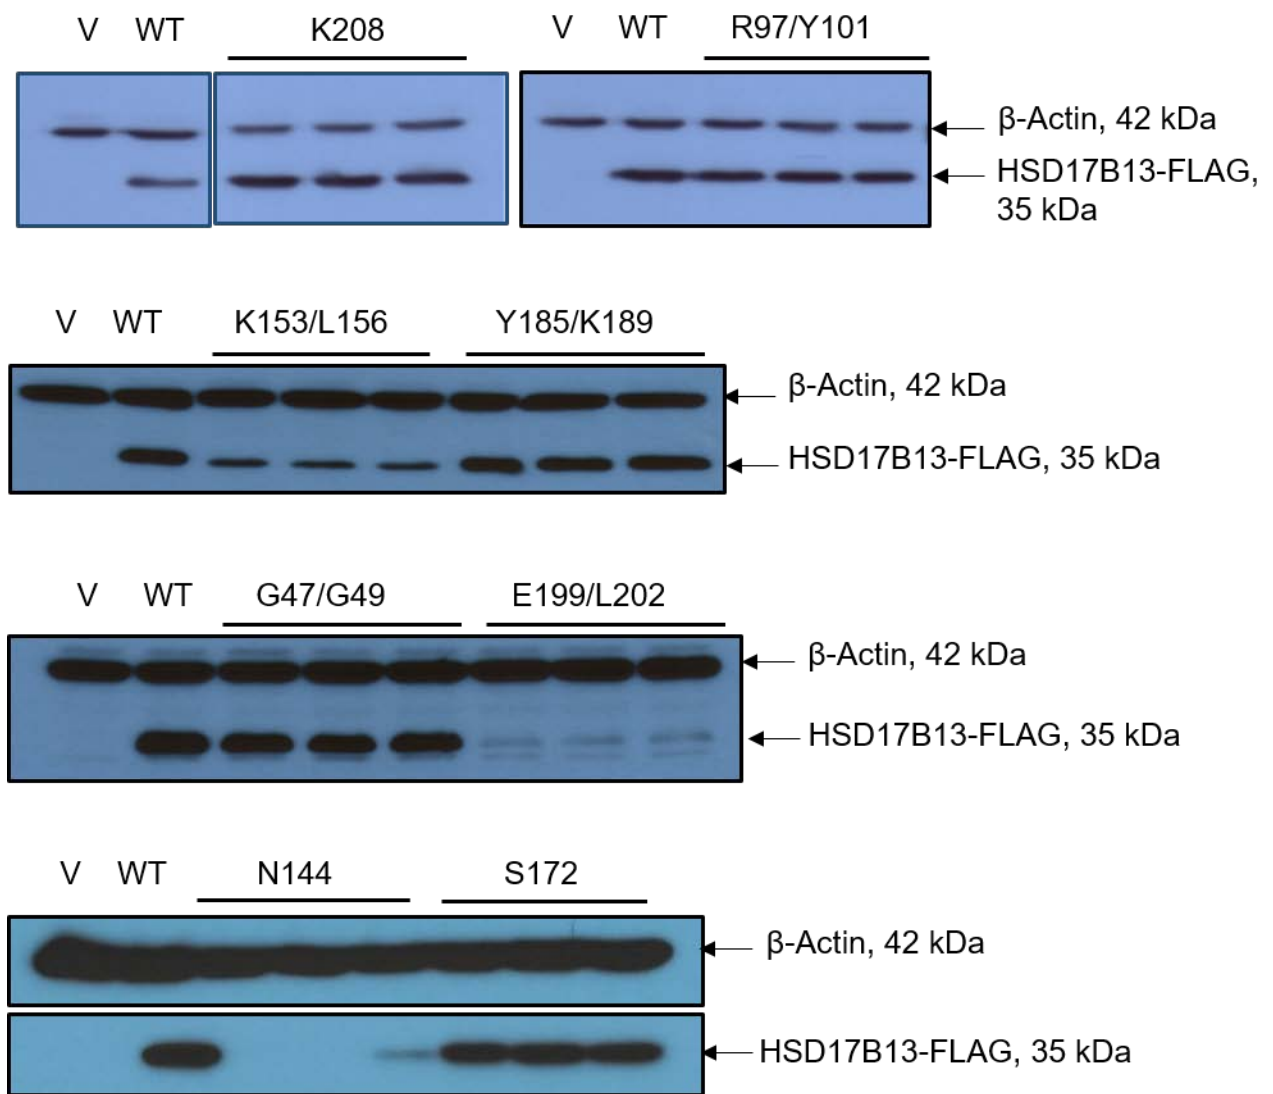 V WT K208 V WT R97/Y101
β-Actin, 42 kDa
HSD17B13-FLAG,
35 kDa
V WT K153/L156 Y185/K189
β-Actin, 42 kDa
HSD17B13-FLAG, 35 kDa
V WT G47/G49 E199/L202
β-Actin, 42 kDa
HSD17B13-FLAG, 35 kDa
V WT N144 S172
β-Actin, 42 kDa
HSD17B13-FLAG, 35 kDa